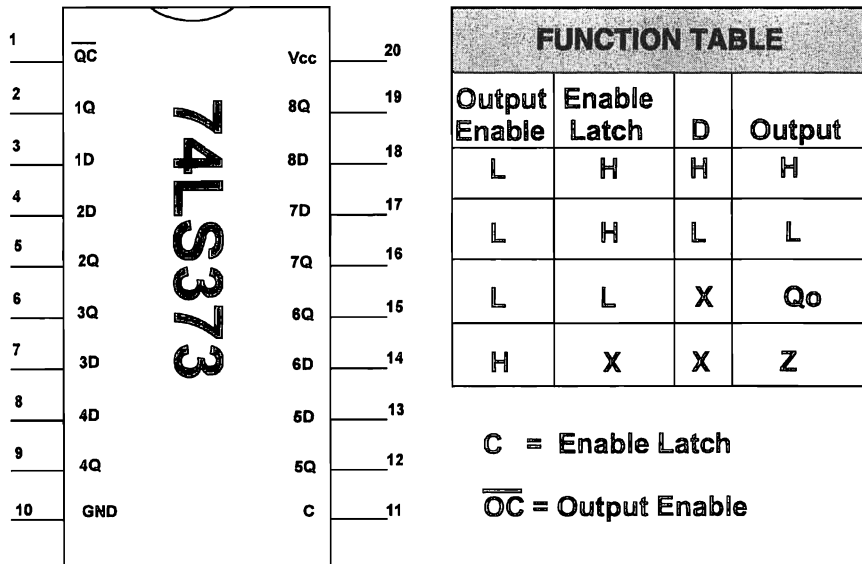 1 Q̅C̅ Vcc 20
2 1Q 8Q 19
3 1D 8D 18
4 2D 7D 17
5 2Q 7Q 16
6 3Q 6Q 15
7 3D 6D 14
8 4D 5D 13
9 4Q 5Q 12
10 GND C 11
74LS373
FUNCTION TABLE
Output Enable
Enable Latch
D
Output
L H H H
L H L L
L L X Qo
H X X Z
C = Enable Latch
O̅C̅ = Output Enable